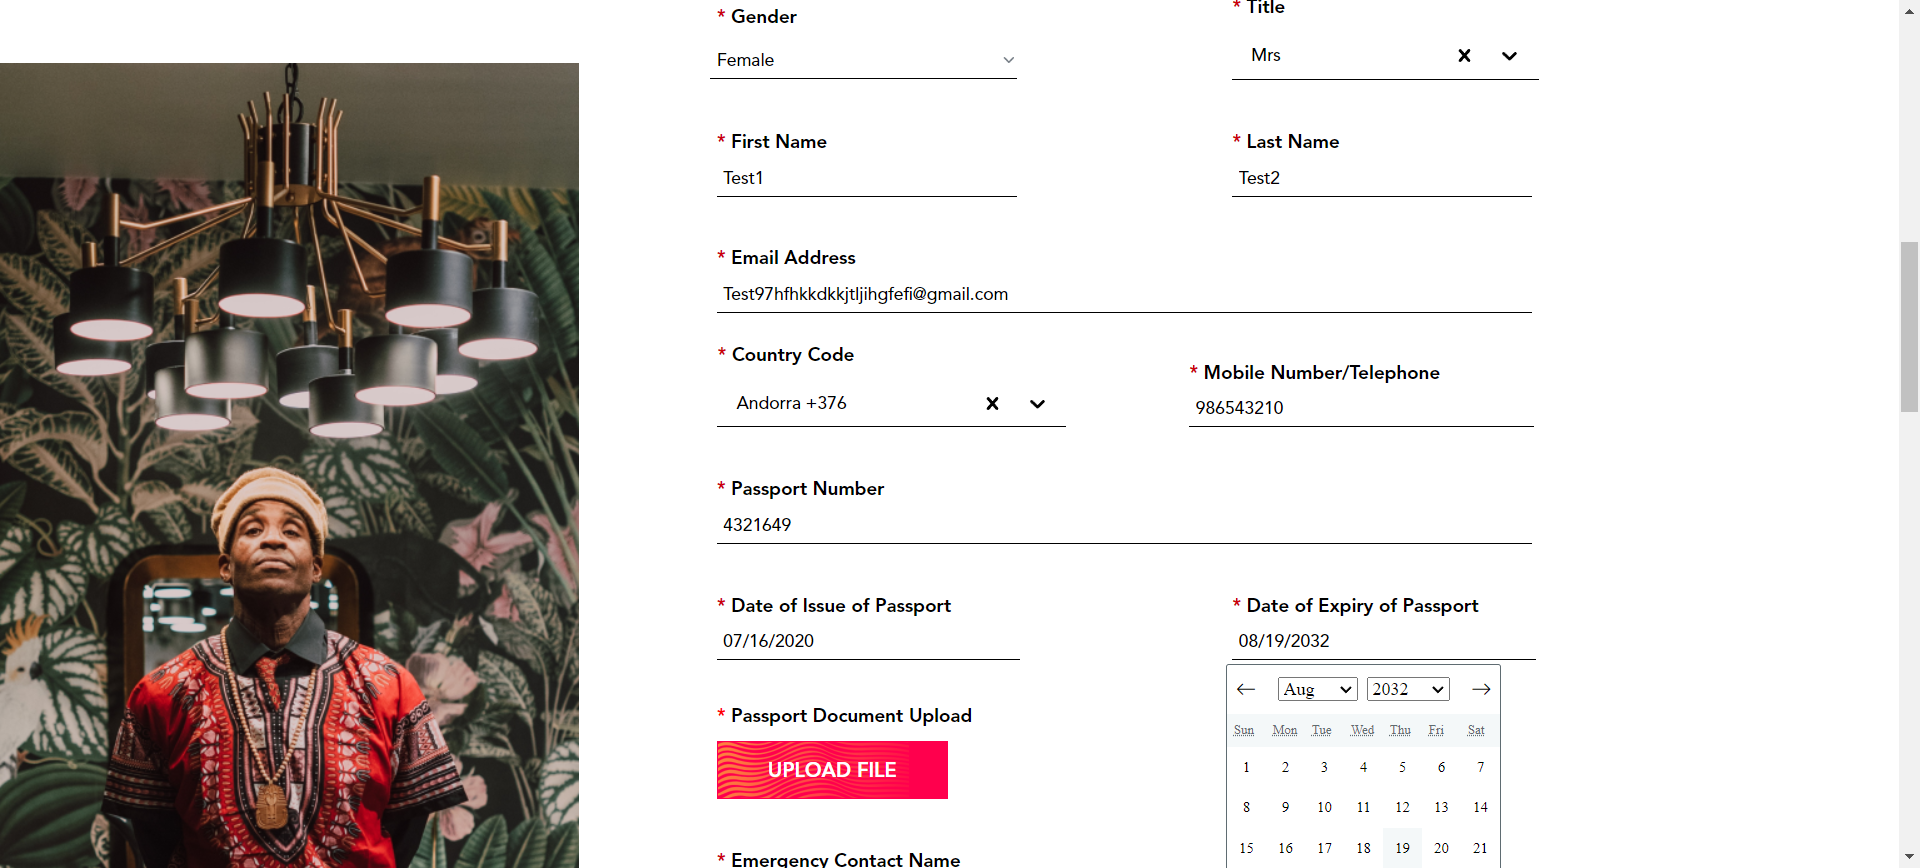 * Gender
* Title
Female
Mrs
* First Name
* Last Name
Test1
Test2
* Email Address
Test97hfhkkdkkjtljihgfefi@gmail.com
* Country Code
* Mobile Number/Telephone
Andorra +376
986543210
* Passport Number
4321649
* Date of Issue of Passport
* Date of Expiry of Passport
07/16/2020
08/19/2032
Aug 2032
* Passport Document Upload
Sun Mon Tue Wed Thu Fri Sat
UPLOAD FILE
1 2 3 4 5 6 7
8 9 10 11 12 13 14
15 16 17 18 19 20 21
* Emergency Contact Name